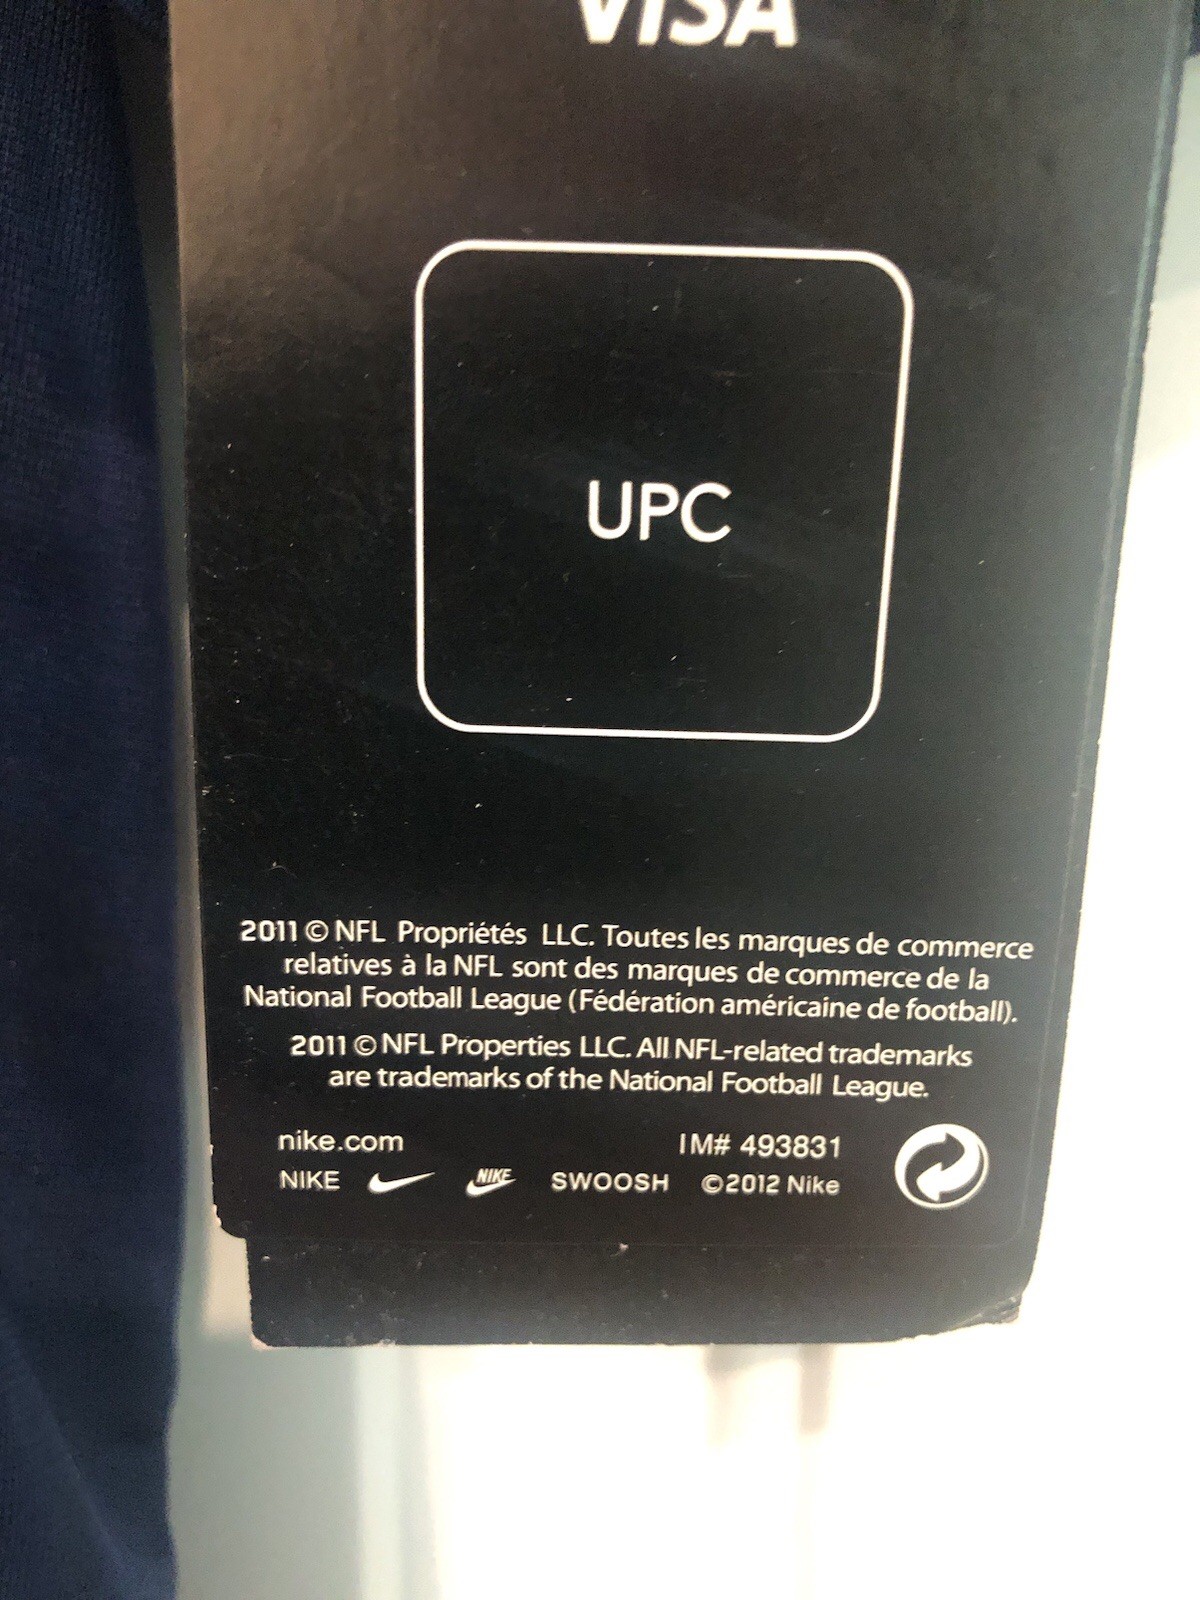 VISA
UPC
2011 © NFL Propriétés LLC. Toutes les marques de commerce
relatives à la NFL sont des marques de commerce de la
National Football League (Fédération américaine de football).
2011 © NFL Properties LLC. All NFL-related trademarks
are trademarks of the National Football League.
nike.com IM# 493831
NIKE NIKE SWOOSH ©2012 Nike